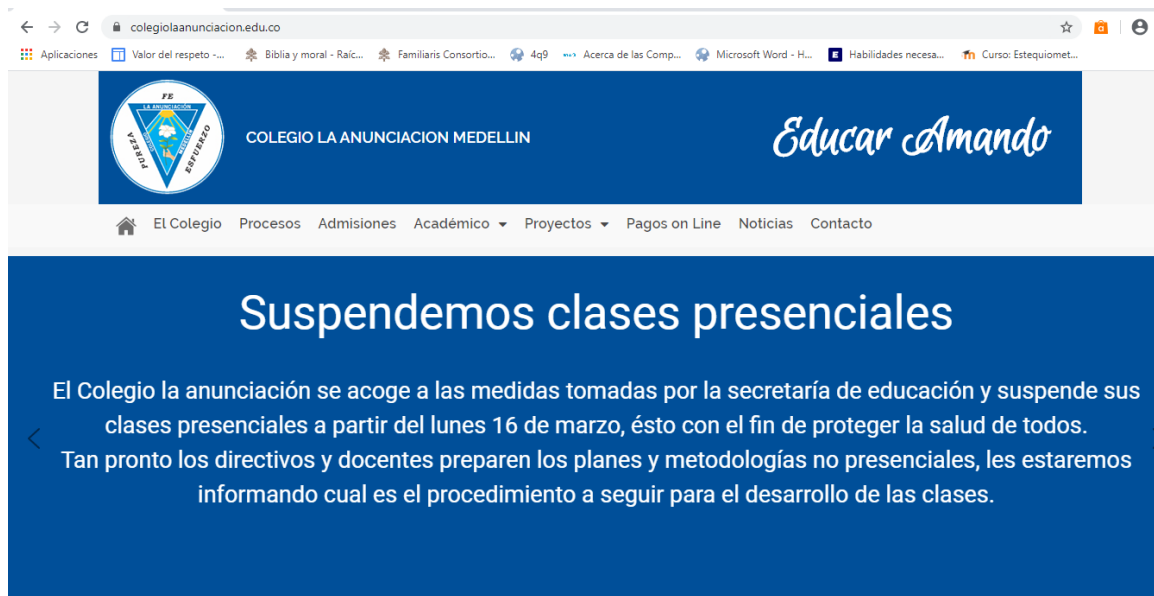 colegiolaanunciacion.edu.co
Aplicaciones Valor del respeto -... Biblia y moral - Raíc... Familiaris Consortio... 4q9 Acerca de las Comp... Microsoft Word - H... Habilidades necesa... Curso: Estequiomet...
FE
LA ANUNCIACIÓN
COLEGIO
MEDELLIN
PUREZA
ESFUERZO
COLEGIO LA ANUNCIACION MEDELLIN
Educar Amando
El Colegio Procesos Admisiones Académico Proyectos Pagos on Line Noticias Contacto
Suspendemos clases presenciales
El Colegio la anunciación se acoge a las medidas tomadas por la secretaría de educación y suspende sus
clases presenciales a partir del lunes 16 de marzo, ésto con el fin de proteger la salud de todos.
Tan pronto los directivos y docentes preparen los planes y metodologías no presenciales, les estaremos
informando cual es el procedimiento a seguir para el desarrollo de las clases.